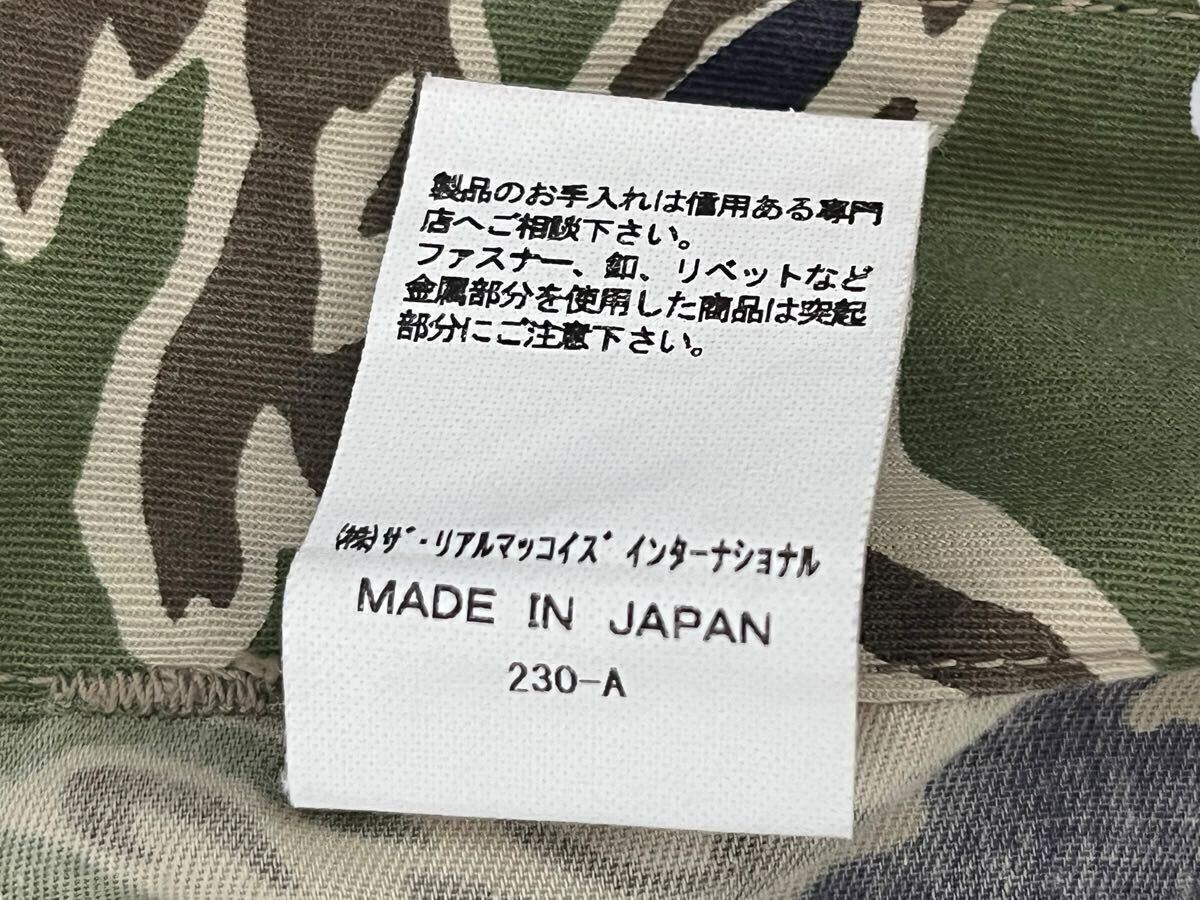 製品のお手入れは信用ある専門
店へご相談下さい。
ファスナー、釦、リベットなど
金属部分を使用した商品は突起
部分にご注意下さい。
(株)ザ・リアルマッコイズ インターナショナル
MADE IN JAPAN
230-A